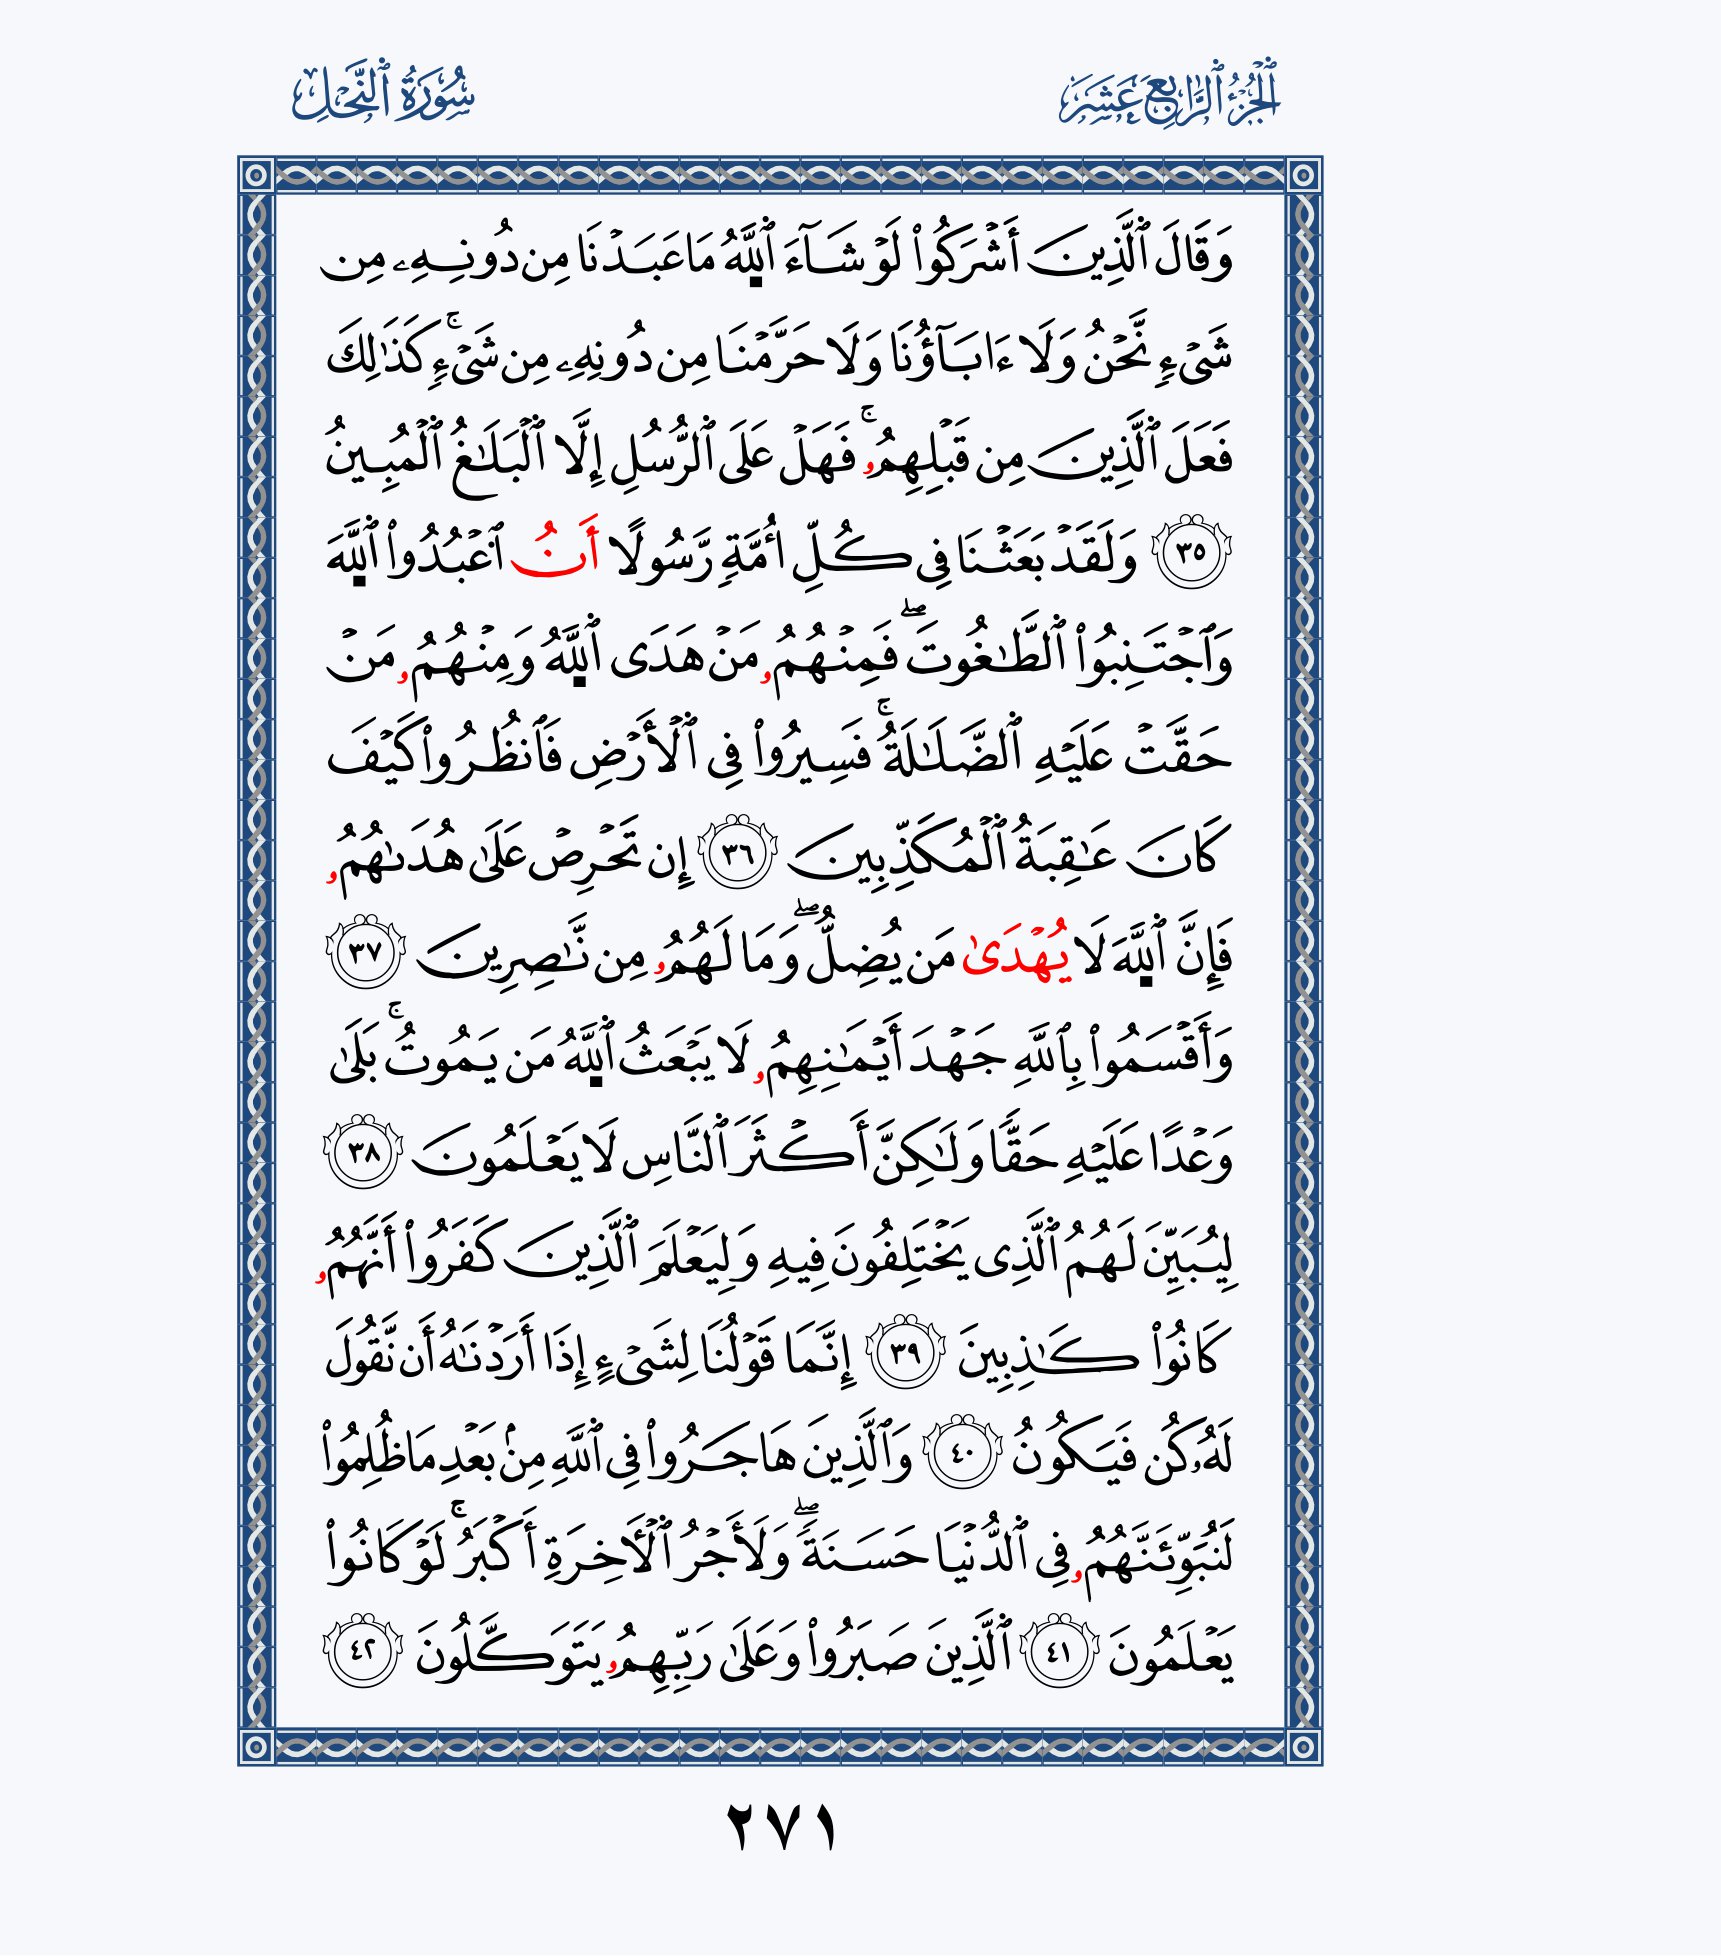 ٱلْجُزْءُ ٱلرَّابِعَ عَشَرَ
سُورَةُ ٱلنَّحْلِ
وَقَالَ ٱلَّذِينَ أَشْرَكُوا۟ لَوْ شَآءَ ٱللَّهُ مَا عَبَدْنَا مِن دُونِهِۦ مِن
شَىْءٍ نَّحْنُ وَلَآ ءَابَآؤُنَا وَلَا حَرَّمْنَا مِن دُونِهِۦ مِن شَىْءٍۚ كَذَٰلِكَ
فَعَلَ ٱلَّذِينَ مِن قَبْلِهِمُۥۚ فَهَلْ عَلَى ٱلرُّسُلِ إِلَّا ٱلْبَلَٰغُ ٱلْمُبِينُ
٣٥ وَلَقَدْ بَعَثْنَا فِى كُلِّ أُمَّةٍ رَّسُولًا أَنُ ٱعْبُدُوا۟ ٱللَّهَ
وَٱجْتَنِبُوا۟ ٱلطَّٰغُوتَۖ فَمِنْهُمُۥ مَنْ هَدَى ٱللَّهُ وَمِنْهُمُۥ مَنْ
حَقَّتْ عَلَيْهِ ٱلضَّلَٰلَةُۚ فَسِيرُوا۟ فِى ٱلْأَرْضِ فَٱنظُرُوا۟ كَيْفَ
كَانَ عَٰقِبَةُ ٱلْمُكَذِّبِينَ ٣٦ إِن تَحْرِصْ عَلَىٰ هُدَىٰهُمُۥ
فَإِنَّ ٱللَّهَ لَا يُهْدَىٰ مَن يُضِلُّۖ وَمَا لَهُمُۥ مِن نَّٰصِرِينَ ٣٧
وَأَقْسَمُوا۟ بِٱللَّهِ جَهْدَ أَيْمَٰنِهِمُۥ لَا يَبْعَثُ ٱللَّهُ مَن يَمُوتُۚ بَلَىٰ
وَعْدًا عَلَيْهِ حَقًّا وَلَٰكِنَّ أَكْثَرَ ٱلنَّاسِ لَا يَعْلَمُونَ ٣٨
لِيُبَيِّنَ لَهُمُ ٱلَّذِى يَخْتَلِفُونَ فِيهِ وَلِيَعْلَمَ ٱلَّذِينَ كَفَرُوا۟ أَنَّهُمُۥ
كَانُوا۟ كَٰذِبِينَ ٣٩ إِنَّمَا قَوْلُنَا لِشَىْءٍ إِذَا أَرَدْنَٰهُ أَن نَّقُولَ
لَهُۥ كُن فَيَكُونُ ٤٠ وَٱلَّذِينَ هَاجَرُوا۟ فِى ٱللَّهِ مِنۢ بَعْدِ مَا ظُلِمُوا۟
لَنُبَوِّئَنَّهُمُۥ فِى ٱلدُّنْيَا حَسَنَةًۖ وَلَأَجْرُ ٱلْأَخِرَةِ أَكْبَرُۚ لَوْ كَانُوا۟
يَعْلَمُونَ ٤١ ٱلَّذِينَ صَبَرُوا۟ وَعَلَىٰ رَبِّهِمُۥ يَتَوَكَّلُونَ ٤٢
٢٧١